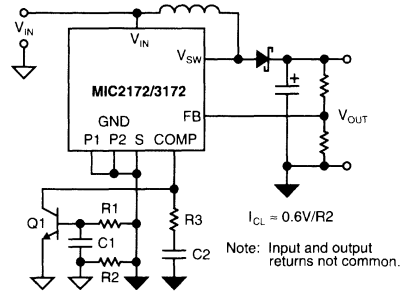 V_IN
V_IN
V_SW
MIC2172/3172
GND
P1 P2 S COMP
FB
V_OUT
Q1
R1
C1
R2
R3
C2
I_CL ≈ 0.6V/R2
Note: Input and output
returns not common.
+